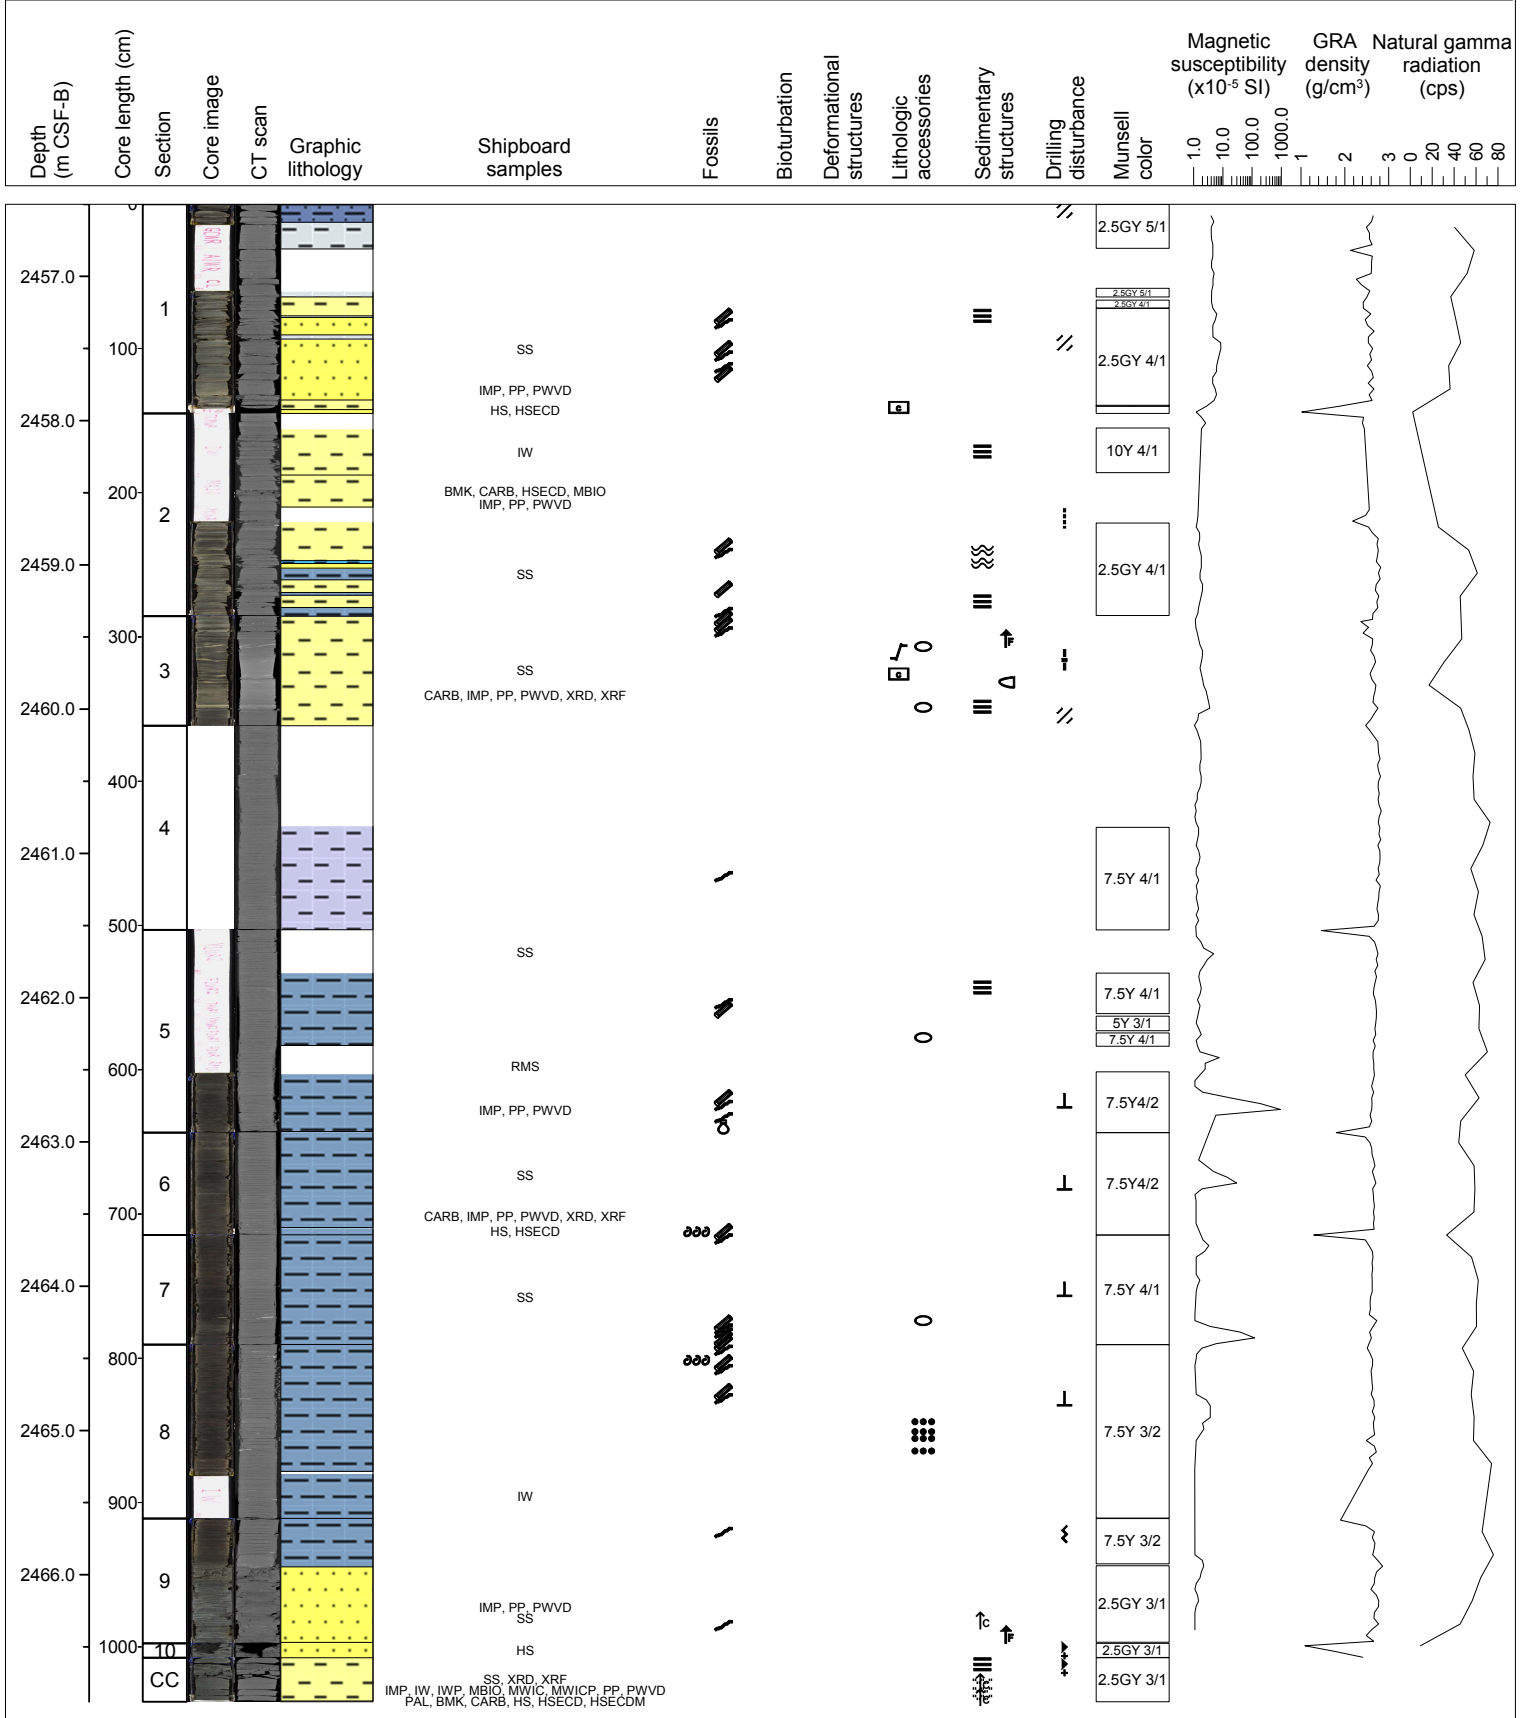 Depth
(m CSF-B)
Core length (cm)
Section
Core image
CT scan
Graphic
lithology
Shipboard
samples
Fossils
Bioturbation
Deformational
structures
Lithologic
accessories
Sedimentary
structures
Drilling
disturbance
Munsell
color
Magnetic
susceptibility
(x10-5 SI)
GRA
density
(g/cm3)
Natural gamma
radiation
(cps)
1.0
10.0
100.0
1000.0
1
2
3
0
20
40
60
80
2457.0
2458.0
2459.0
2460.0
2461.0
2462.0
2463.0
2464.0
2465.0
2466.0
0
100
200
300
400
500
600
700
800
900
1000
1
2
3
4
5
6
7
8
9
10
CC
IW
SS
IMP, PP, PWVD
HS, HSECD
IW
BMK, CARB, HSECD, MBIO
IMP, PP, PWVD
SS
SS
CARB, IMP, PP, PWVD, XRD, XRF
SS
RMS
IMP, PP, PWVD
SS
CARB, IMP, PP, PWVD, XRD, XRF
HS, HSECD
SS
IW
IMP, PP, PWVD
SS
HS
SS, XRD, XRF
IMP, IW, IWP, MBIO, MWIC, MWICP, PP, PWVD
PAL, BMK, CARB, HS, HSECD, HSECDM
c
F
c
C
F
2.5GY 5/1
2.5GY 5/1
2.5GY 4/1
2.5GY 4/1
10Y 4/1
2.5GY 4/1
7.5Y 4/1
7.5Y 4/1
5Y 3/1
7.5Y 4/1
7.5Y4/2
7.5Y4/2
7.5Y 4/1
7.5Y 3/2
7.5Y 3/2
2.5GY 3/1
2.5GY 3/1
2.5GY 3/1